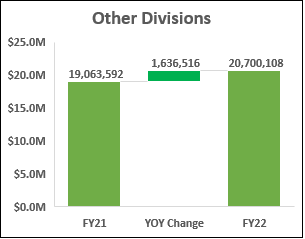 Other Divisions
$25.0M
$20.0M
$15.0M
$10.0M
$5.0M
$0.0M
19,063,592
1,636,516
20,700,108
FY21
YOY Change
FY22